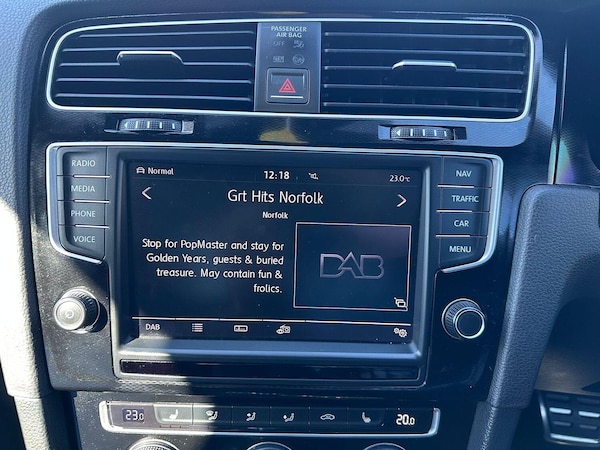 PASSENGER
AIR BAG
OFF
RADIO
MEDIA
PHONE
VOICE
NAV
TRAFFIC
CAR
MENU
Normal
12:18
23.0°C
Grt Hits Norfolk
Norfolk
Stop for PopMaster and stay for
Golden Years, guests & buried
treasure. May contain fun &
frolics.
DAB
DAB
23.0
20.0